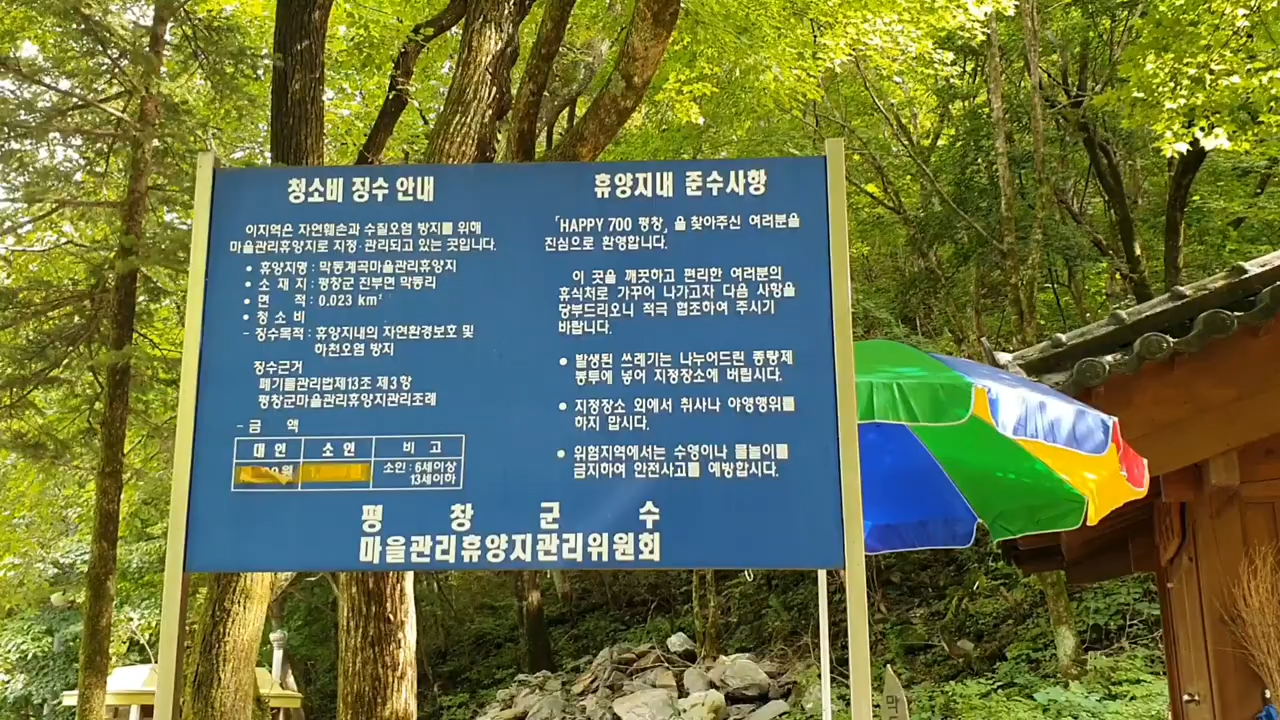 청소비 징수 안내
이지역은 자연훼손과 수질오염 방지를 위해
마을관리휴양지로 지정·관리되고 있는 곳입니다.
• 휴양지명 : 막동계곡마을관리휴양지
• 소 재 지 : 평창군 진부면 막동리
• 면 적 : 0.023 km²
• 청 소 비
- 징수목적 : 휴양지내의 자연환경보호 및
하천오염 방지
징수근거
폐기물관리법제13조 제3항
평창군마을관리휴양지관리조례
- 금 액
대 인 소 인 비 고
원 소인 : 6세이상
13세이하
휴양지내 준수사항
「HAPPY 700 평창」을 찾아주신 여러분을
진심으로 환영합니다.
이 곳을 깨끗하고 편리한 여러분의
휴식처로 가꾸어 나가고자 다음 사항을
당부드리오니 적극 협조하여 주시기
바랍니다.
• 발생된 쓰레기는 나누어드린 종량제
봉투에 넣어 지정장소에 버립시다.
• 지정장소 외에서 취사나 야영행위를
하지 맙시다.
• 위험지역에서는 수영이나 물놀이를
금지하여 안전사고를 예방합시다.
평 창 군 수
마을관리휴양지관리위원회
막